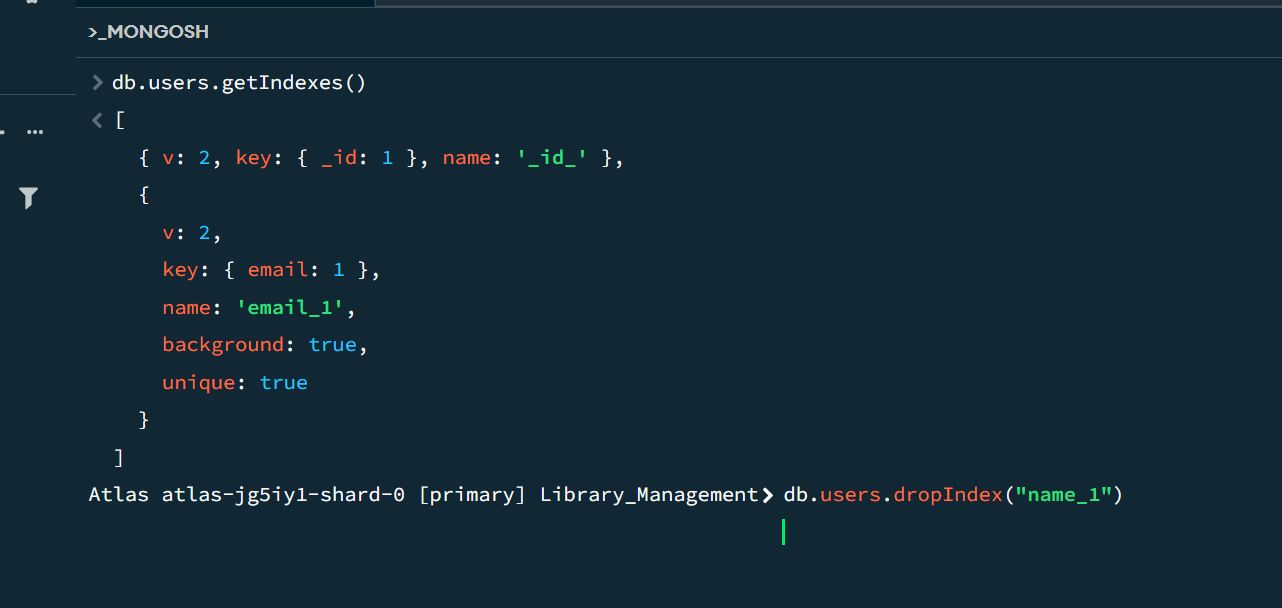 >_MONGOSH
> db.users.getIndexes()
< [
{ v: 2, key: { _id: 1 }, name: '_id_' },
{
v: 2,
key: { email: 1 },
name: 'email_1',
background: true,
unique: true
}
]
Atlas atlas-jg5iy1-shard-0 [primary] Library_Management> db.users.dropIndex("name_1")